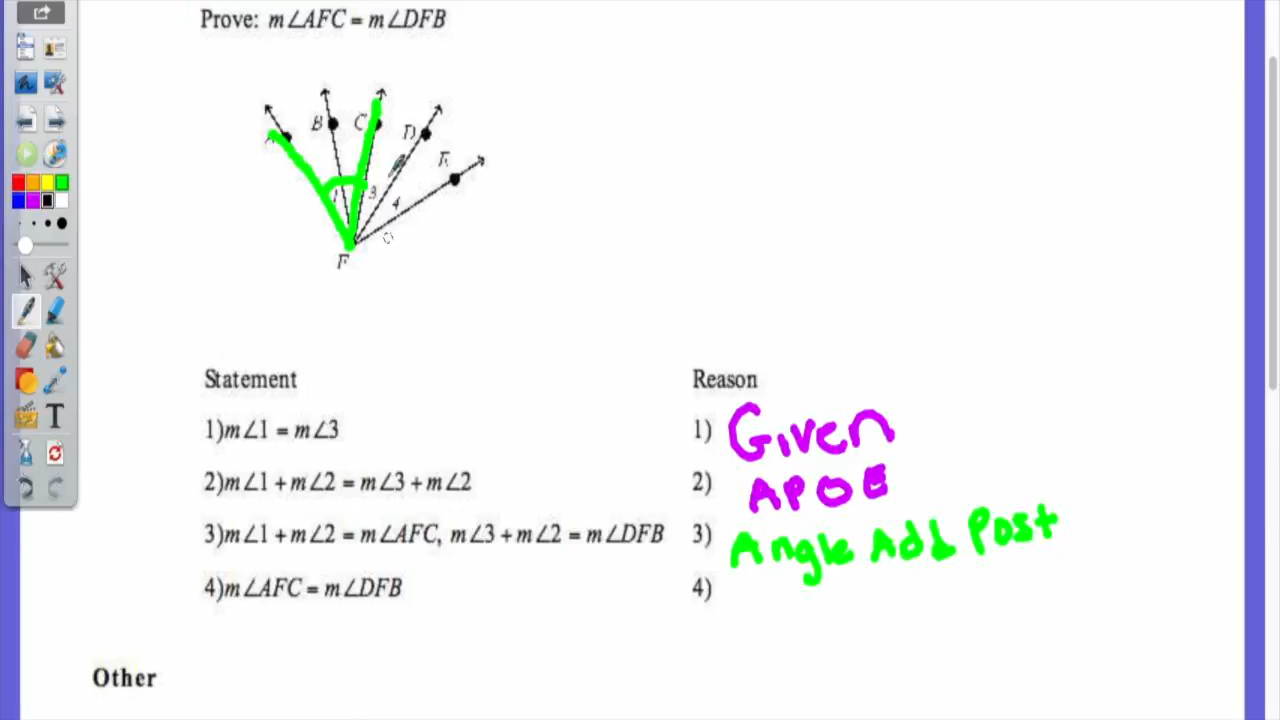 Prove: m∠AFC = m∠DFB
B C D
1 3
4
F
Statement Reason
1)m∠1 = m∠3 1) Given
2)m∠1 + m∠2 = m∠3 + m∠2 2) APOE
3)m∠1 + m∠2 = m∠AFC, m∠3 + m∠2 = m∠DFB 3) Angle Add Post
4)m∠AFC = m∠DFB 4)
Other